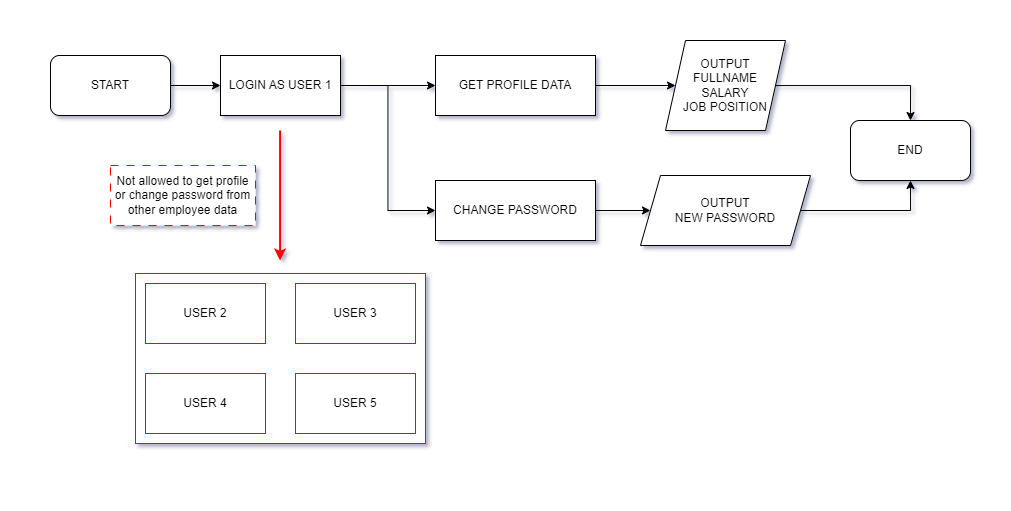 START
LOGIN AS USER 1
GET PROFILE DATA
OUTPUT
FULLNAME
SALARY
JOB POSITION
END
Not allowed to get profile
or change password from
other employee data
CHANGE PASSWORD
OUTPUT
NEW PASSWORD
USER 2
USER 3
USER 4
USER 5